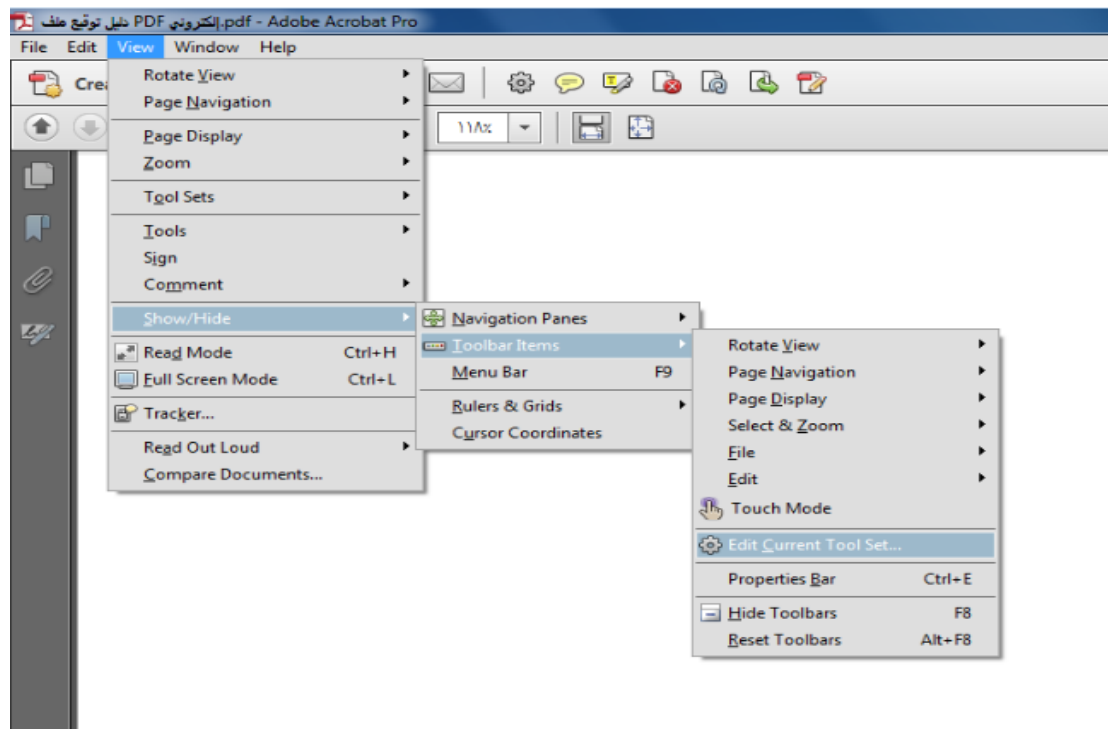 دليل توقيع ملف PDF إلكتروني.pdf - Adobe Acrobat Pro
File Edit View Window Help
Rotate View
Page Navigation
Page Display
Zoom
Tool Sets
Tools
Sign
Comment
Show/Hide
Read Mode Ctrl+H
Full Screen Mode Ctrl+L
Tracker...
Read Out Loud
Compare Documents...
١١٨٪
Navigation Panes
Toolbar Items
Menu Bar F9
Rulers & Grids
Cursor Coordinates
Rotate View
Page Navigation
Page Display
Select & Zoom
File
Edit
Touch Mode
Edit Current Tool Set...
Properties Bar Ctrl+E
Hide Toolbars F8
Reset Toolbars Alt+F8